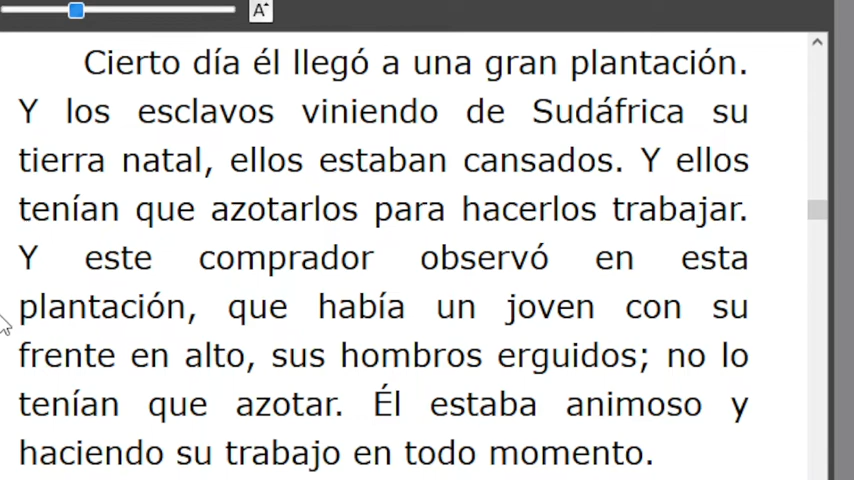 A
Cierto día él llegó a una gran plantación.
Y los esclavos viniendo de Sudáfrica su
tierra natal, ellos estaban cansados. Y ellos
tenían que azotarlos para hacerlos trabajar.
Y este comprador observó en esta
plantación, que había un joven con su
frente en alto, sus hombros erguidos; no lo
tenían que azotar. Él estaba animoso y
haciendo su trabajo en todo momento.